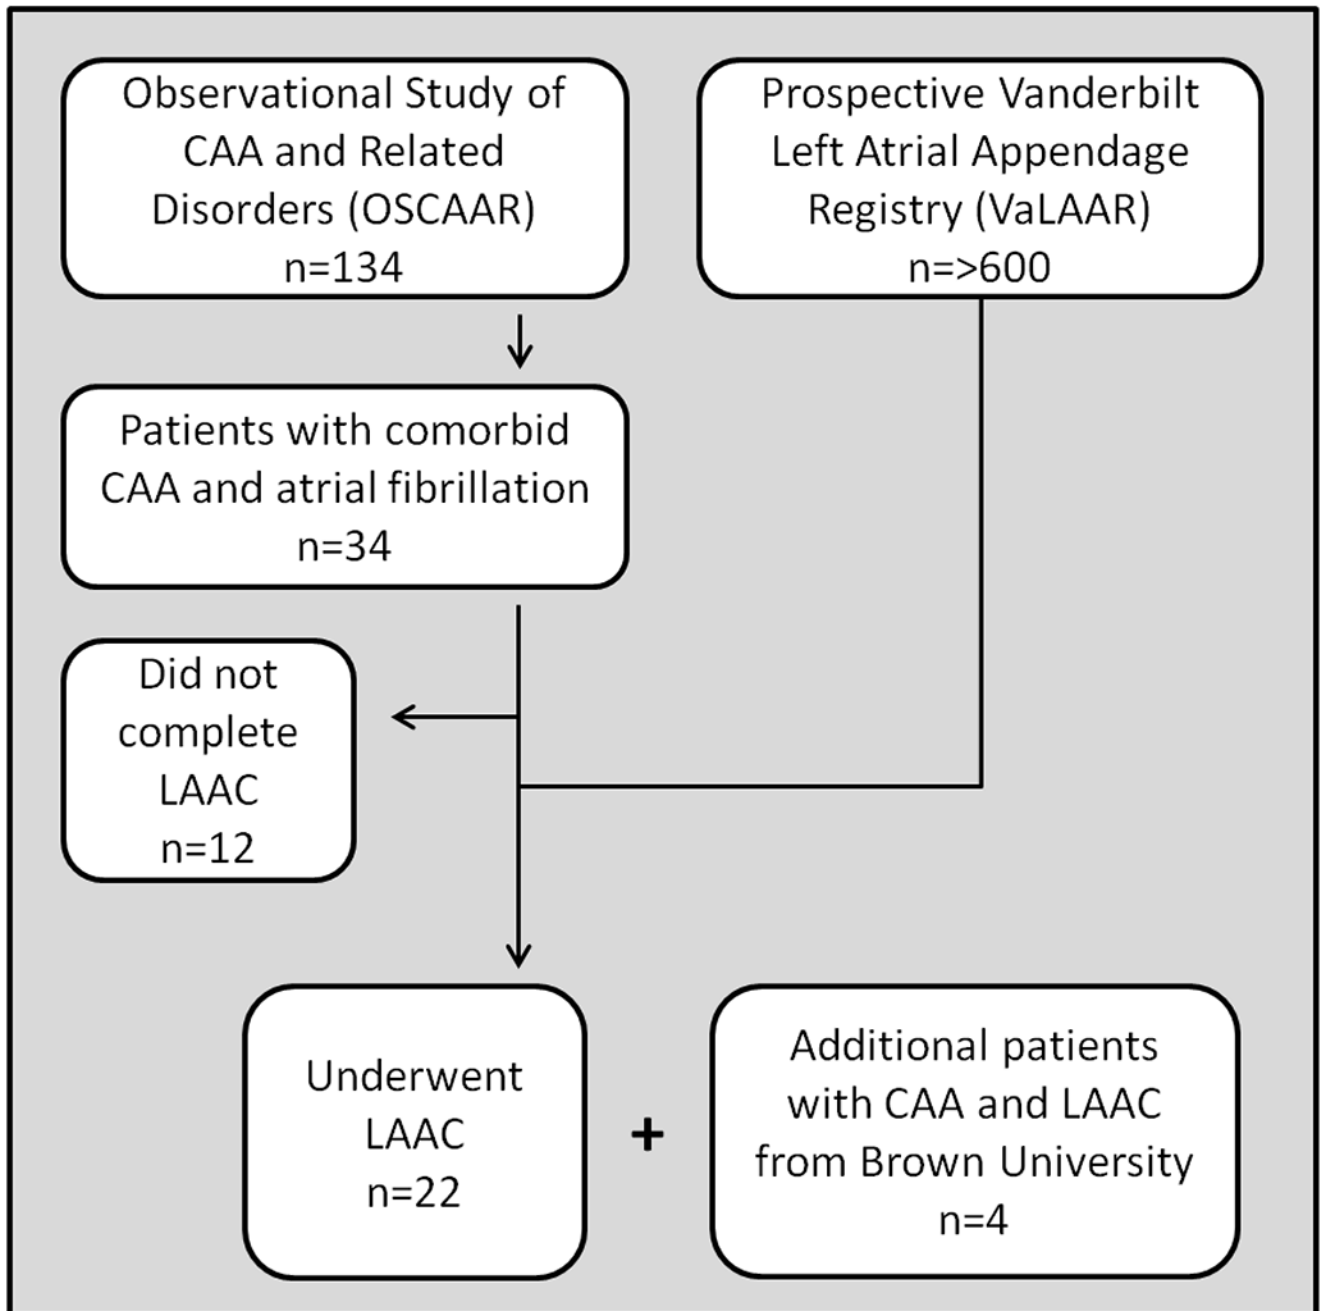 Observational Study of
CAA and Related
Disorders (OSCAAR)
n=134
Prospective Vanderbilt
Left Atrial Appendage
Registry (VaLAAR)
n=>600
Patients with comorbid
CAA and atrial fibrillation
n=34
Did not
complete
LAAC
n=12
Underwent
LAAC
n=22
+
Additional patients
with CAA and LAAC
from Brown University
n=4